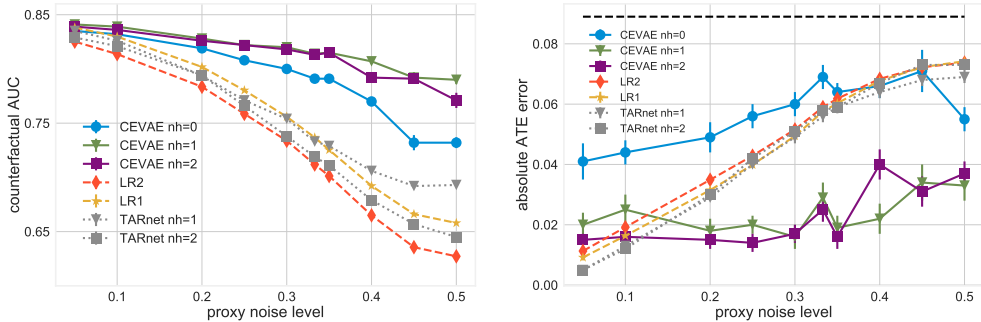 counterfactual AUC
0.85
0.75
0.65
CEVAE nh=0
CEVAE nh=1
CEVAE nh=2
LR2
LR1
TARnet nh=1
TARnet nh=2
0.1 0.2 0.3 0.4 0.5
proxy noise level
absolute ATE error
0.08
0.06
0.04
0.02
0.00
CEVAE nh=0
CEVAE nh=1
CEVAE nh=2
LR2
LR1
TARnet nh=1
TARnet nh=2
0.1 0.2 0.3 0.4 0.5
proxy noise level